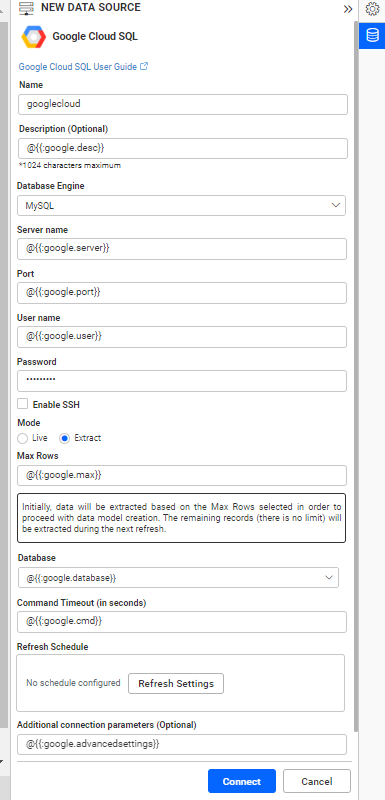 NEW DATA SOURCE
Google Cloud SQL
Google Cloud SQL User Guide
Name
googlecloud
Description (Optional)
@{{:google.desc}}
*1024 characters maximum
Database Engine
MySQL
Server name
@{{:google.server}}
Port
@{{:google.port}}
User name
@{{:google.user}}
Password
•••••••••
Enable SSH
Mode
Live Extract
Max Rows
@{{:google.max}}
Initially, data will be extracted based on the Max Rows selected in order to
proceed with data model creation. The remaining records (there is no limit) will
be extracted during the next refresh.
Database
@{{:google.database}}
Command Timeout (in seconds)
@{{:google.cmd}}
Refresh Schedule
No schedule configured Refresh Settings
Additional connection parameters (Optional)
@{{:google.advancedsettings}}
Connect Cancel